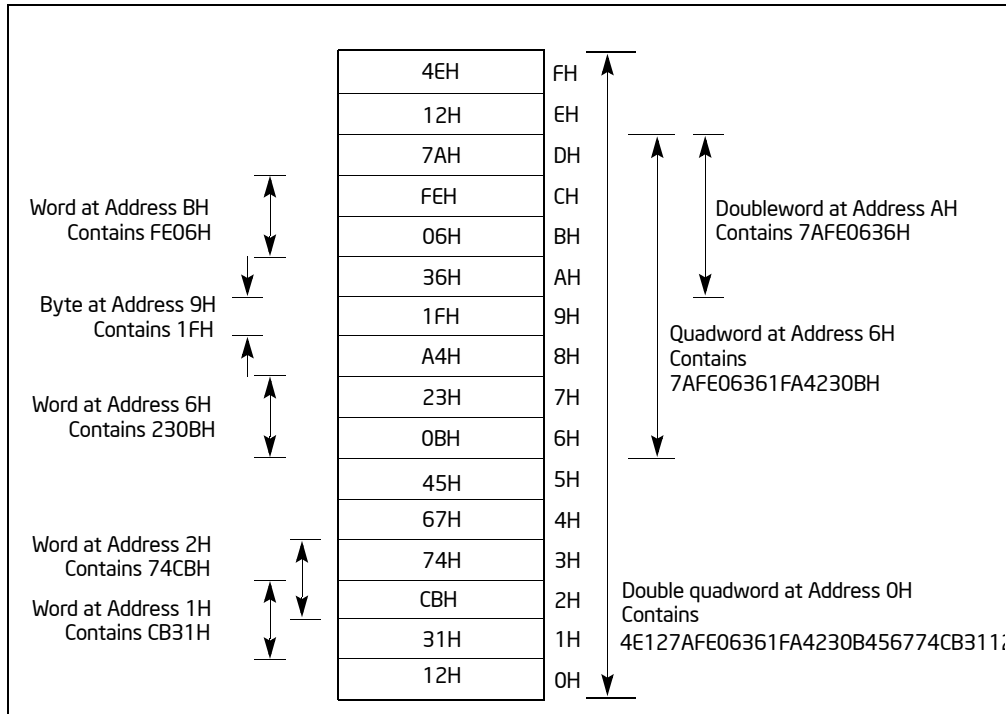 4EH FH
12H EH
7AH DH
FEH CH
06H BH
36H AH
1FH 9H
A4H 8H
23H 7H
0BH 6H
45H 5H
67H 4H
74H 3H
CBH 2H
31H 1H
12H 0H
Word at Address BH
Contains FE06H
Byte at Address 9H
Contains 1FH
Word at Address 6H
Contains 230BH
Word at Address 2H
Contains 74CBH
Word at Address 1H
Contains CB31H
Doubleword at Address AH
Contains 7AFE0636H
Quadword at Address 6H
Contains
7AFE06361FA4230BH
Double quadword at Address 0H
Contains
4E127AFE06361FA4230B456774CB3112